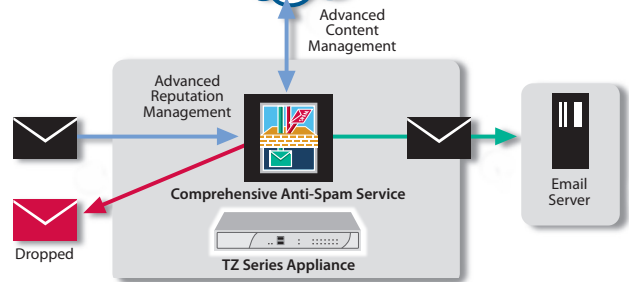 Advanced
Content
Management
Advanced
Reputation
Management
Comprehensive Anti-Spam Service
Email
Server
Dropped
TZ Series Appliance